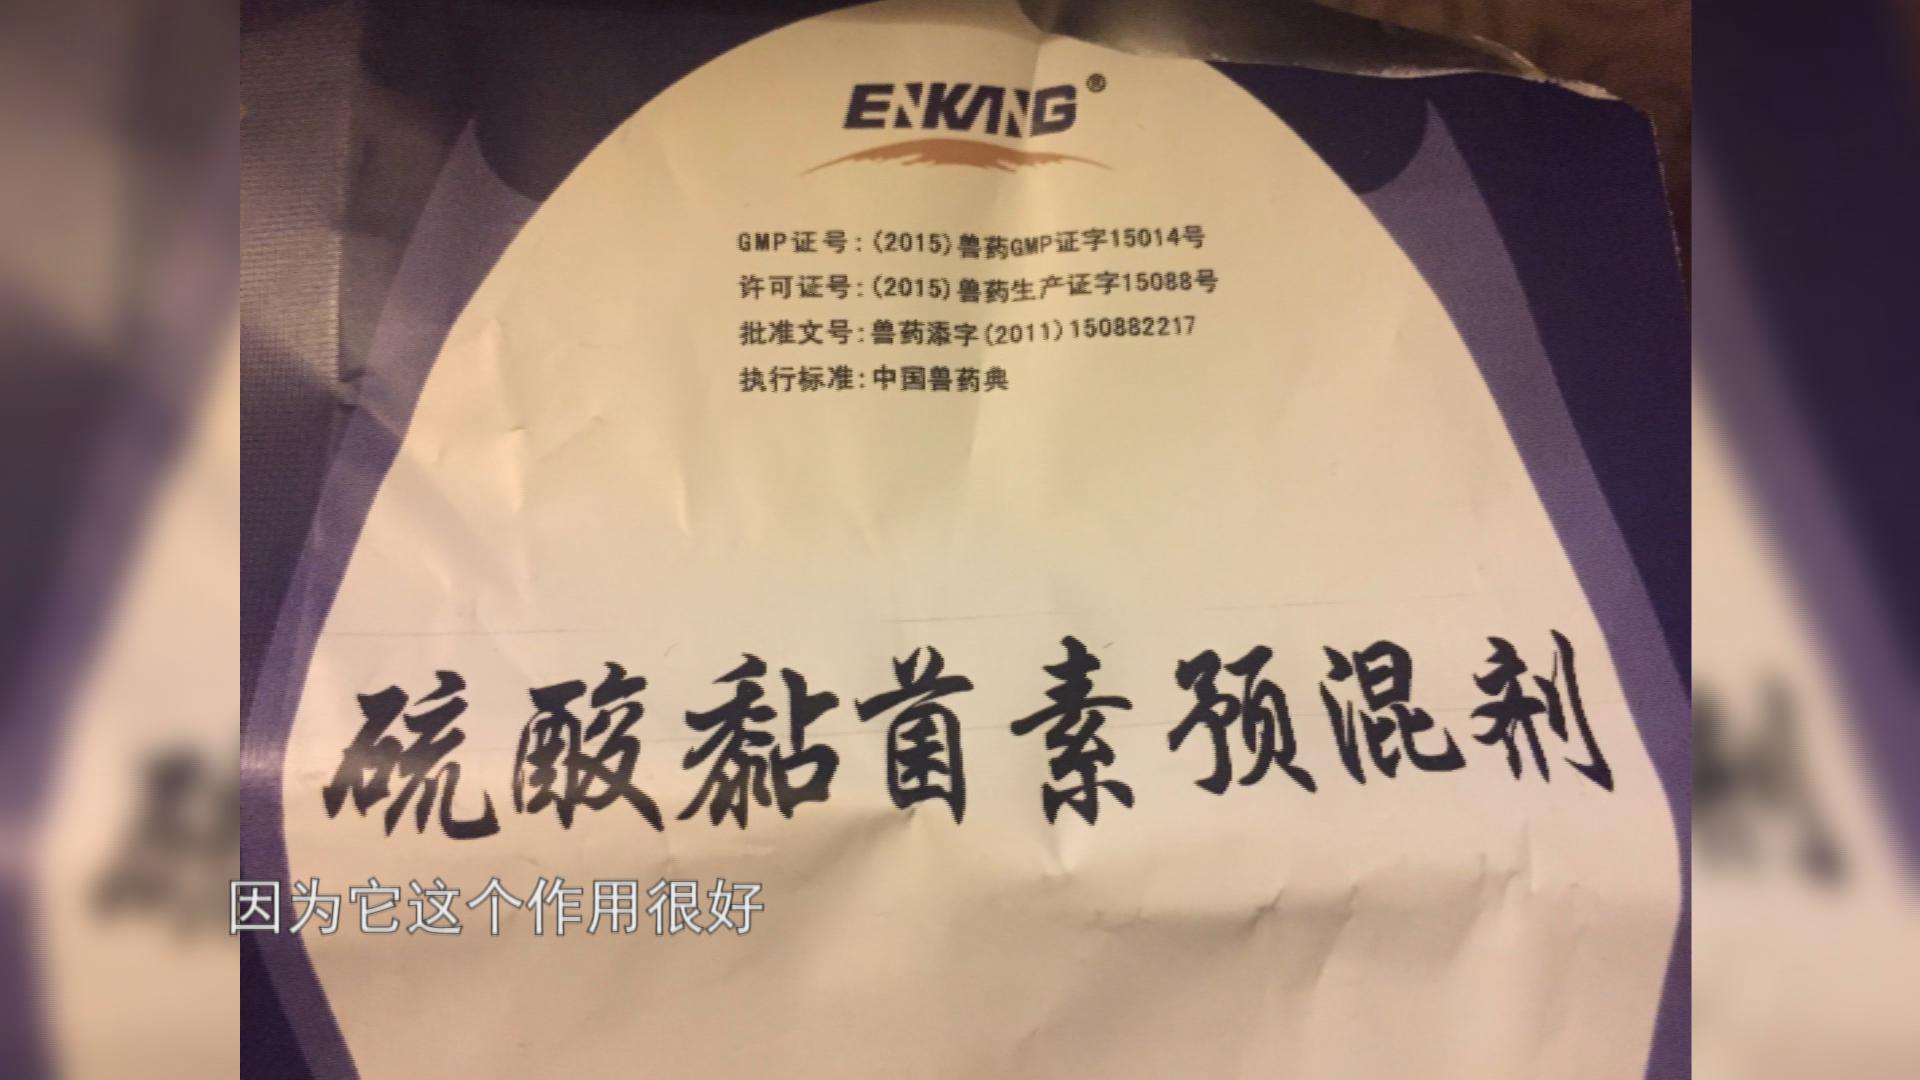 ENKANG®
GMP证号:(2015)兽药GMP证字15014号
许可证号:(2015)兽药生产证字15088号
批准文号:兽药添字(2011)150882217
执行标准:中国兽药典
硫酸黏菌素预混剂
因为它这个作用很好